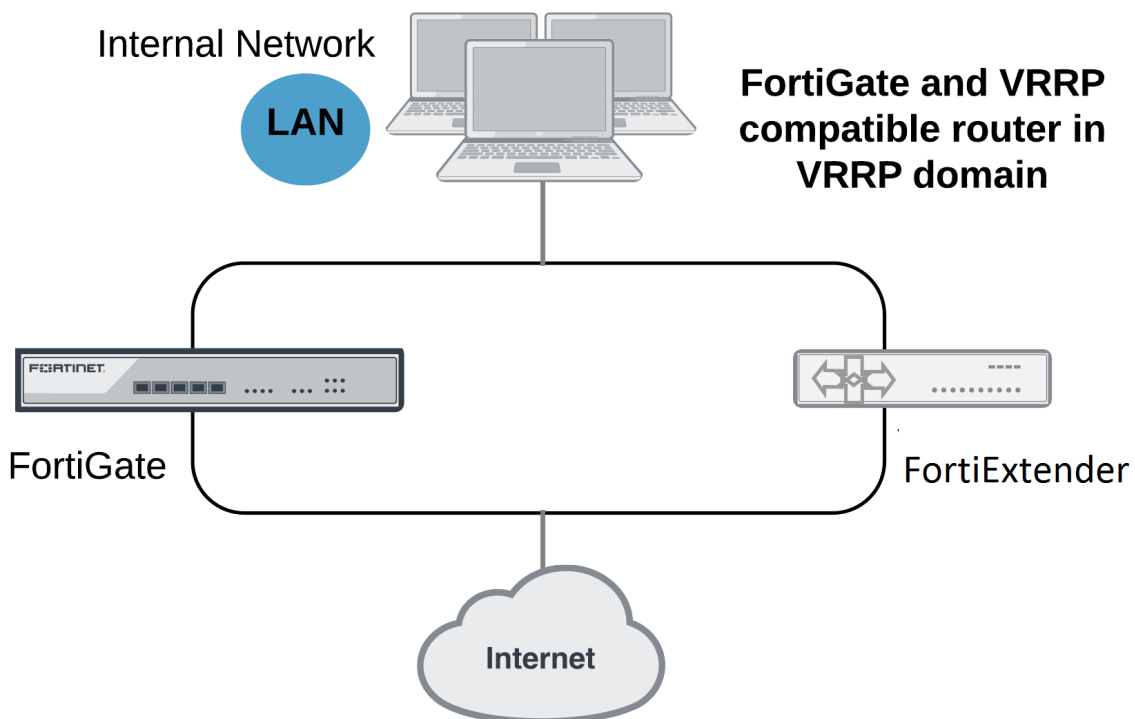 Internal Network
LAN
FortiGate and VRRP
compatible router in
VRRP domain
FORTINET
FortiGate
FortiExtender
Internet